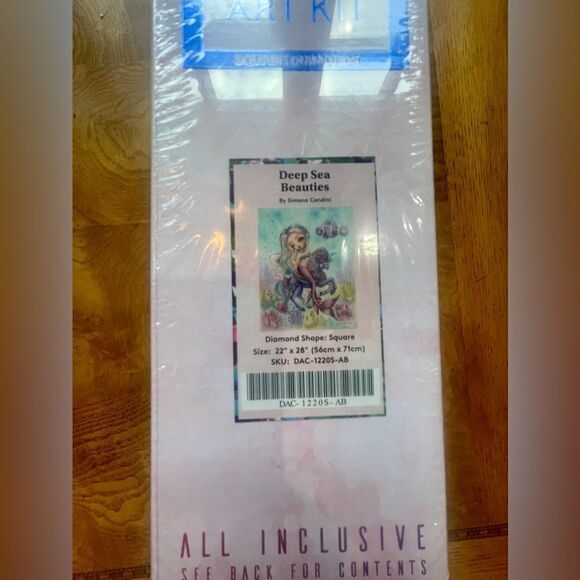 ART KIT
SQUARE DIAMONDS
Deep Sea
Beauties
By Simona Candini
Diamond Shape: Square
Size: 22" x 28" (56cm x 71cm)
SKU: DAC-1220S-AB
DAC- 1220S- AB
ALL INCLUSIVE
SEE BACK FOR CONTENTS